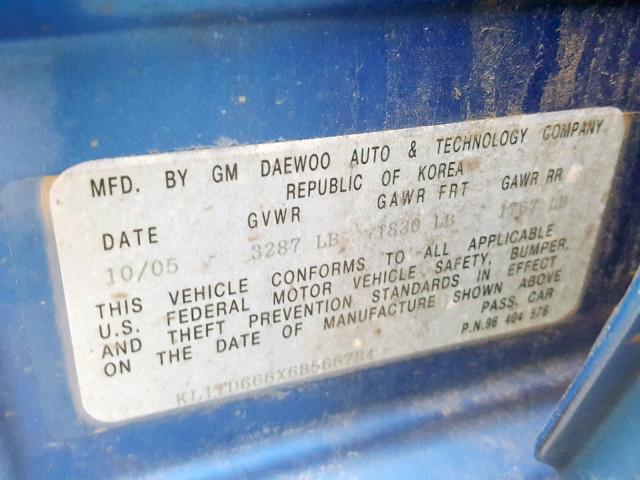 MFD. BY GM DAEWOO AUTO & TECHNOLOGY COMPANY
REPUBLIC OF KOREA
DATE GVWR GAWR FRT GAWR RR
10/05 3287 LB 1830 LB 1767 LB
THIS VEHICLE CONFORMS TO ALL APPLICABLE
U.S. FEDERAL MOTOR VEHICLE SAFETY, BUMPER,
AND THEFT PREVENTION STANDARDS IN EFFECT
ON THE DATE OF MANUFACTURE SHOWN ABOVE
PASS. CAR
P.N.96 404 578
KL1TD666X6B566784